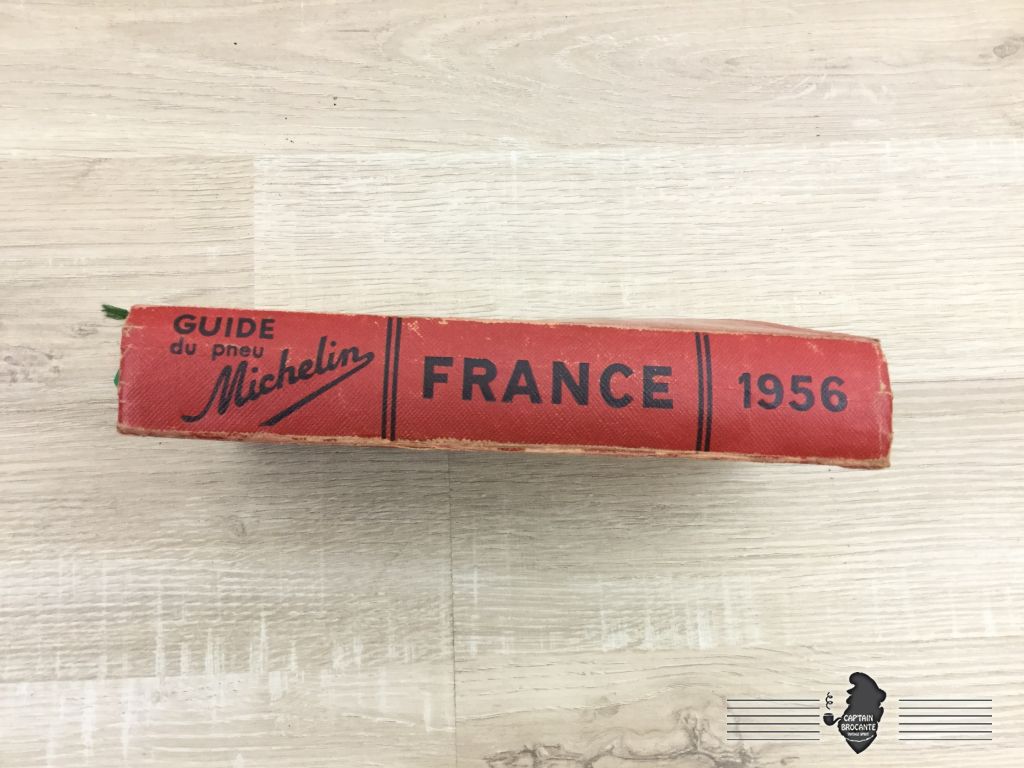 GUIDE
du pneu
Michelin
FRANCE
1956
CAPTAIN
BROCANTE